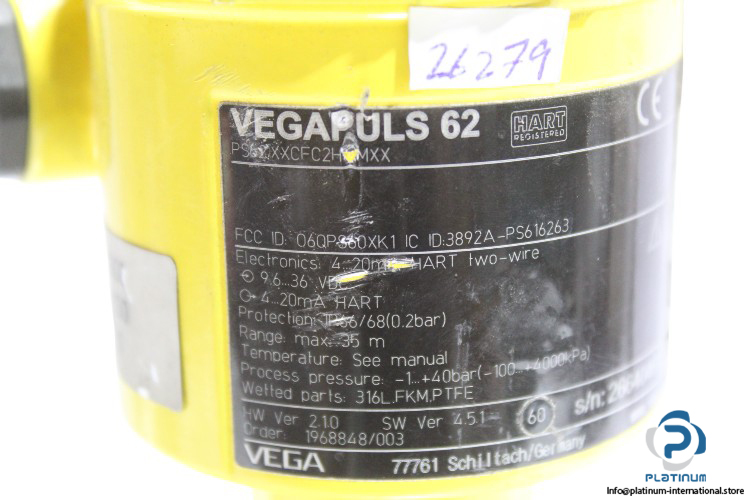 26279
VEGAPULS 62
HART
REGISTERED
CE
FCC ID: O6QPS60XK1 IC ID:3892A-PS616263
Electronics: 4...20mA HART two-wire
9.6...36 VDC
4...20mA HART
Protection: IP66/68(0.2bar)
Range: max. 35 m
Temperature: See manual
Process pressure: -1...+40bar(-100...+4000kPa)
Wetted parts: 316L,FKM,PTFE
HW Ver 2.1.0 SW Ver 4.5.1
60
s/n:
Order: 1968848/003
VEGA 77761 Schiltach/Germany
PLATINUM
INTERNATIONAL
Info@platinum-international.store